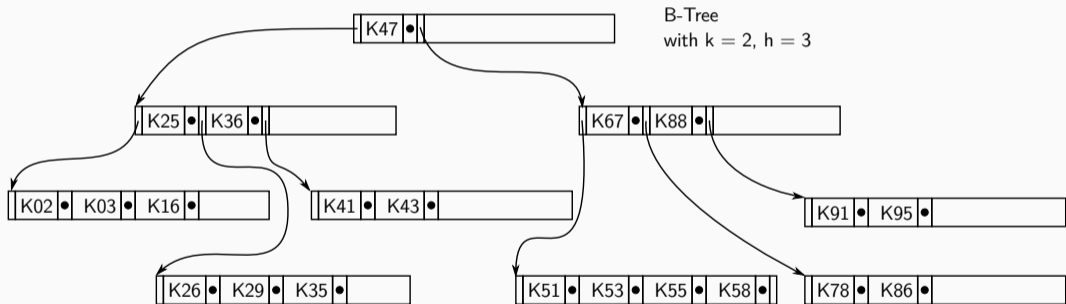 K47
B-Tree
with k = 2, h = 3
K25 K36
K67 K88
K02 K03 K16
K41 K43
K91 K95
K26 K29 K35
K51 K53 K55 K58
K78 K86